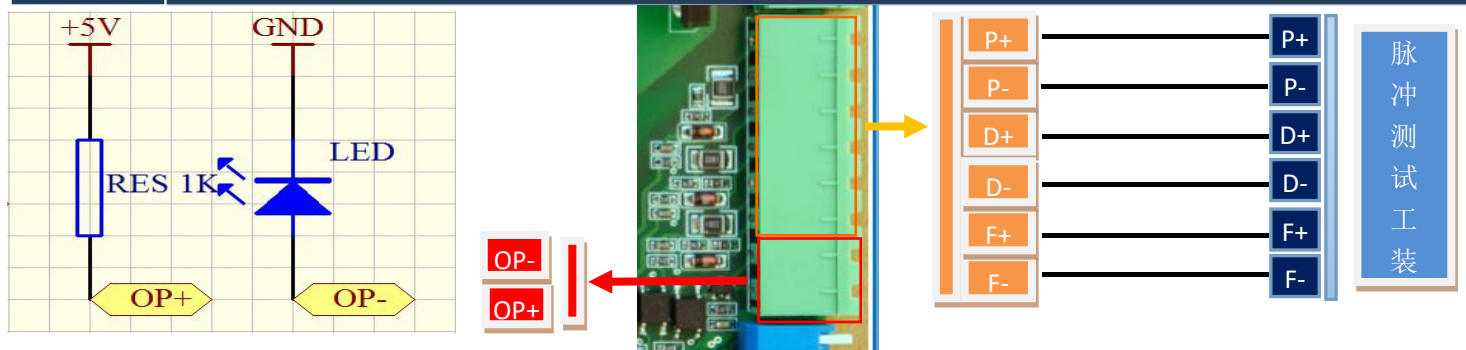 +5V
GND
RES 1K
LED
OP+
OP-
OP-
OP+
P+
P-
D+
D-
F+
F-
P+
P-
D+
D-
F+
F-
脉
冲
测
试
工
装